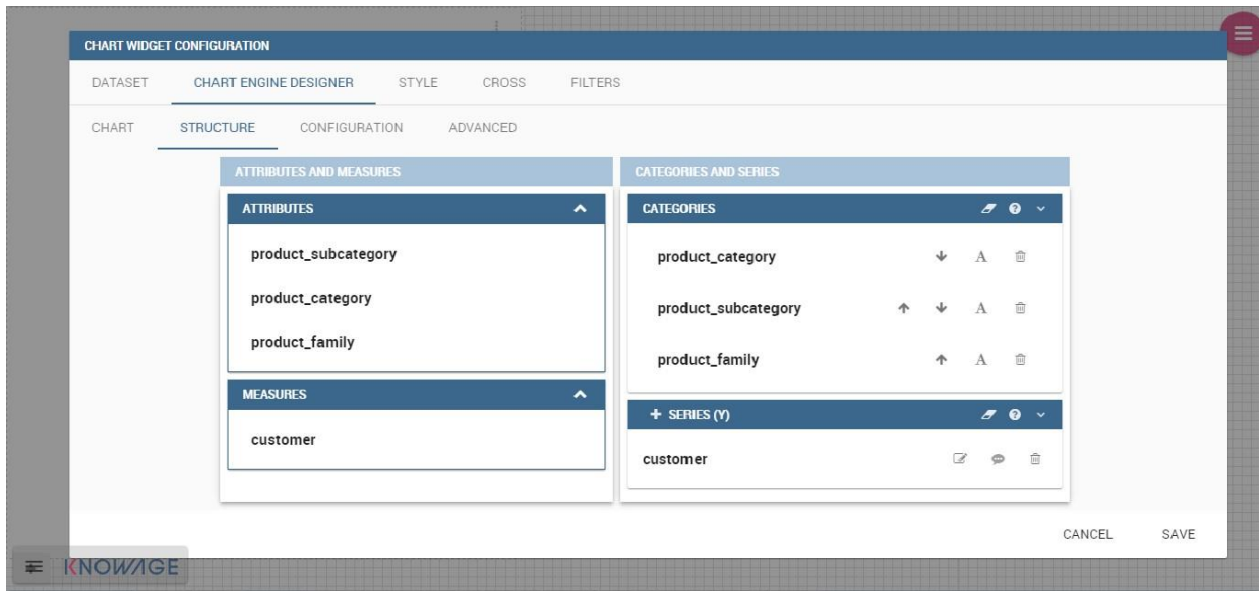 CHART WIDGET CONFIGURATION
DATASET CHART ENGINE DESIGNER STYLE CROSS FILTERS
CHART STRUCTURE CONFIGURATION ADVANCED
ATTRIBUTES AND MEASURES
ATTRIBUTES
product_subcategory
product_category
product_family
MEASURES
customer
CATEGORIES AND SERIES
CATEGORIES
product_category A
product_subcategory A
product_family A
+ SERIES (Y)
customer
CANCEL SAVE
KNOWAGE